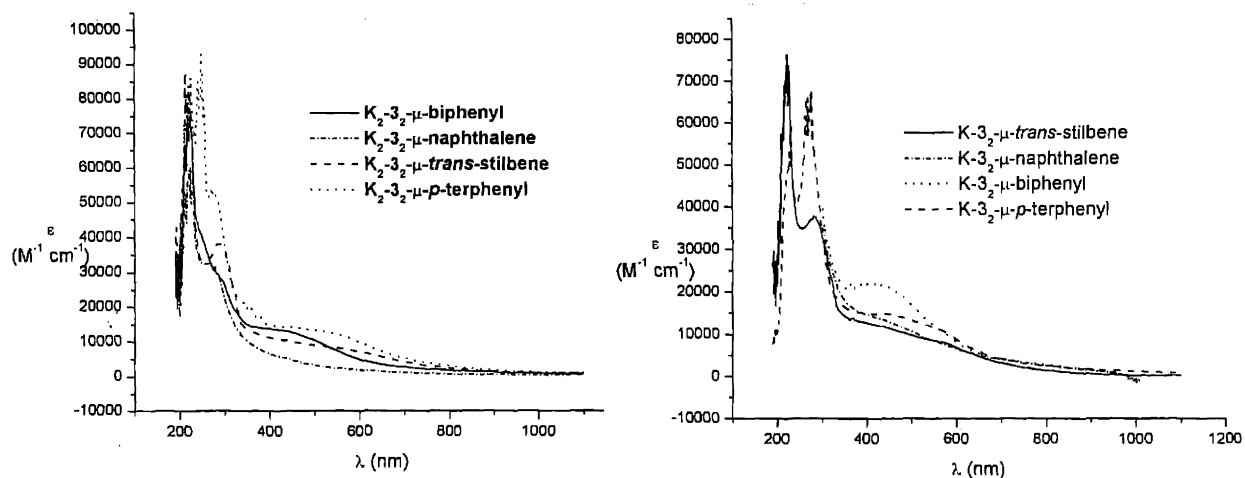 100000
90000
80000
70000
60000
50000
40000
30000
20000
10000
0
-10000
ε
(M⁻¹ cm⁻¹)
K₂-3₂-μ-biphenyl
K₂-3₂-μ-naphthalene
K₂-3₂-μ-trans-stilbene
K₂-3₂-μ-p-terphenyl
200 400 600 800 1000
λ (nm)
80000
70000
60000
50000
40000
30000
20000
10000
0
-10000
ε
(M⁻¹ cm⁻¹)
K-3₂-μ-trans-stilbene
K-3₂-μ-naphthalene
K-3₂-μ-biphenyl
K-3₂-μ-p-terphenyl
200 400 600 800 1000 1200
λ (nm)